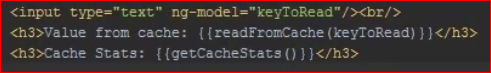 <input type="text" ng-model="keyToRead"/><br/>
<h3>Value from cache: {{readFromCache(keyToRead)}}</h3>
<h3>Cache Stats: {{getCacheStats()}}</h3>